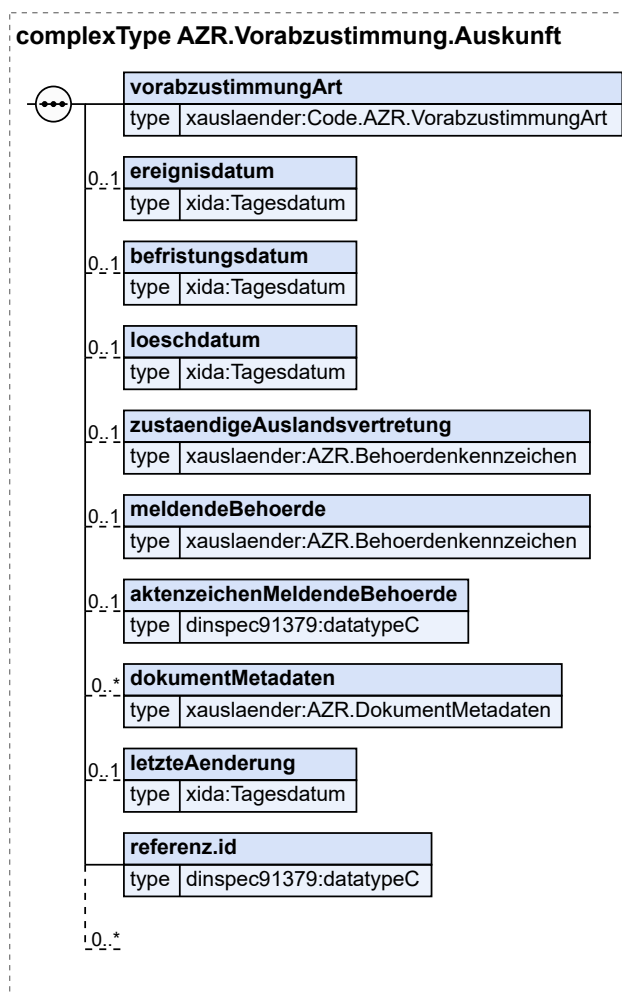 complexType AZR.Vorabzustimmung.Auskunft
vorabzustimmungArt
type xauslaender:Code.AZR.VorabzustimmungArt
0..1 ereignisdatum
type xida:Tagesdatum
0..1 befristungsdatum
type xida:Tagesdatum
0..1 loeschdatum
type xida:Tagesdatum
0..1 zustaendigeAuslandsvertretung
type xauslaender:AZR.Behoerdenkennzeichen
0..1 meldendeBehoerde
type xauslaender:AZR.Behoerdenkennzeichen
0..1 aktenzeichenMeldendeBehoerde
type dinspec91379:datatypeC
0..* dokumentMetadaten
type xauslaender:AZR.DokumentMetadaten
0..1 letzteAenderung
type xida:Tagesdatum
referenz.id
type dinspec91379:datatypeC
0..*